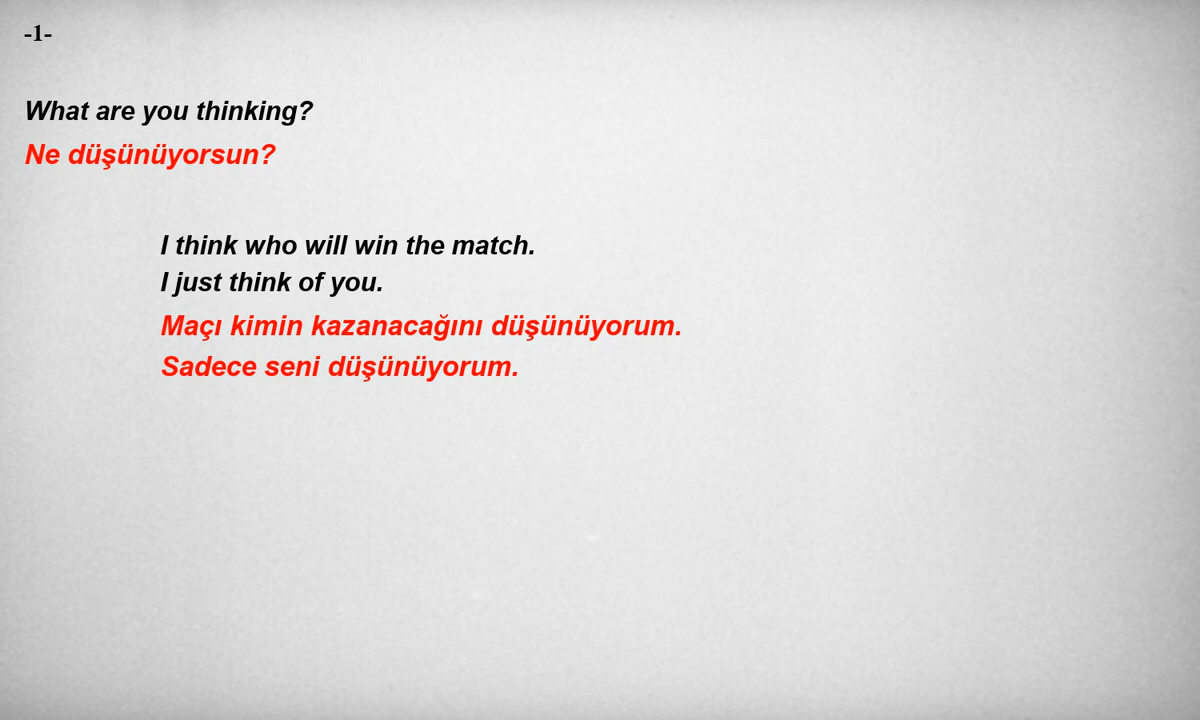 -1-
What are you thinking?
Ne düşünüyorsun?
I think who will win the match.
I just think of you.
Maçı kimin kazanacağını düşünüyorum.
Sadece seni düşünüyorum.